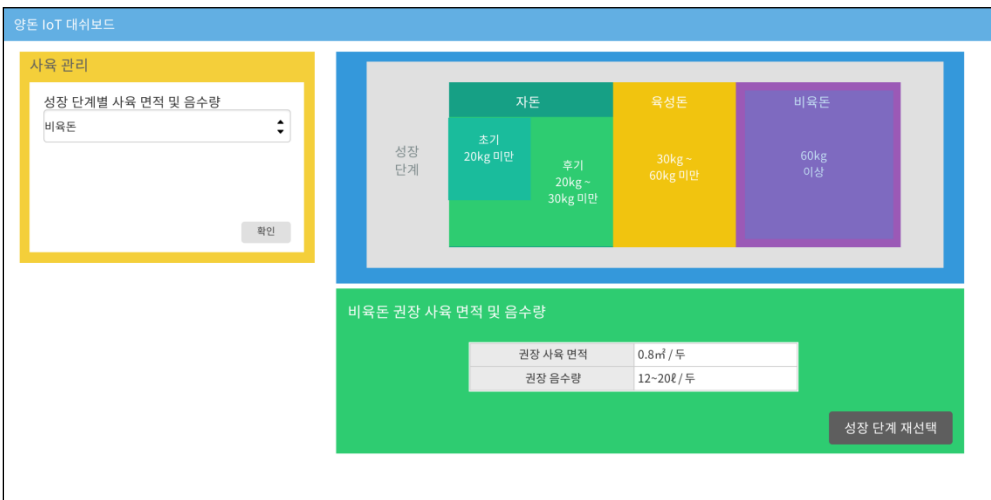 양돈 IoT 대쉬보드
사육 관리
성장 단계별 사육 면적 및 음수량
비육돈
확인
성장
단계
자돈
초기
20kg 미만
후기
20kg ~
30kg 미만
육성돈
30kg ~
60kg 미만
비육돈
60kg
이상
비육돈 권장 사육 면적 및 음수량
권장 사육 면적 0.8㎡ / 두
권장 음수량 12~20ℓ / 두
성장 단계 재선택